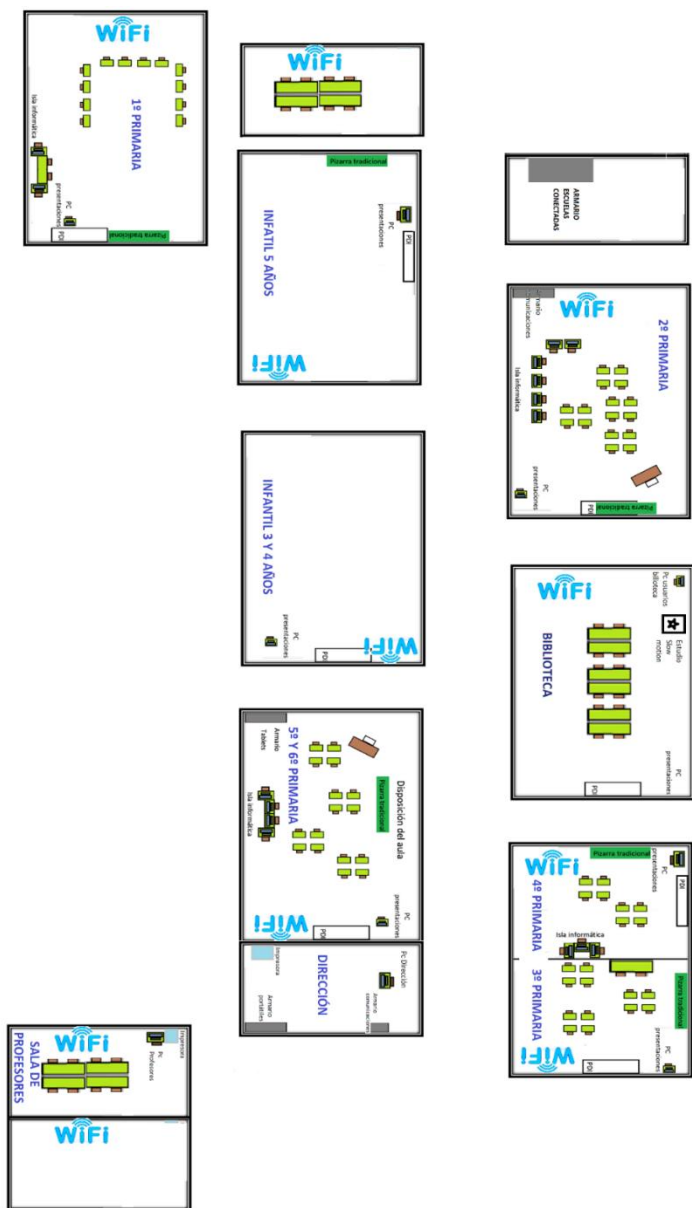 WiFi
1º PRIMARIA
Isla informática
PC
presentaciones
PDI
Pizarra tradicional
WiFi
Pizarra tradicional
INFATIL 5 AÑOS
PC
presentaciones
PDI
WiFi
INFANTIL 3 Y 4 AÑOS
PC
presentaciones
PDI
WiFi
Armario
Tablets
5º Y 6º PRIMARIA
Isla informática
Pizarra tradicional
Disposición del aula
PC
presentaciones
PDI
WiFi
Impresora
DIRECCIÓN
Pc Dirección
Armario
portátiles
Armario
comunicaciones
WiFi
SALA DE
PROFESORES
Pc
Profesores
Impresora
WiFi
ARMARIO
ESCUELAS
CONECTADAS
Armario
comunicaciones
WiFi
2º PRIMARIA
Isla informática
PC
presentaciones
PDI
Pizarra tradicional
WiFi
Pc usuarios
Estudio
Slow
motion
BIBLIOTECA
PC
presentaciones
PDI
WiFi
Pizarra tradicional
PC
presentaciones
PDI
4º PRIMARIA
Isla informática
3º PRIMARIA
Pizarra tradicional
PC
presentaciones
PDI
WiFi